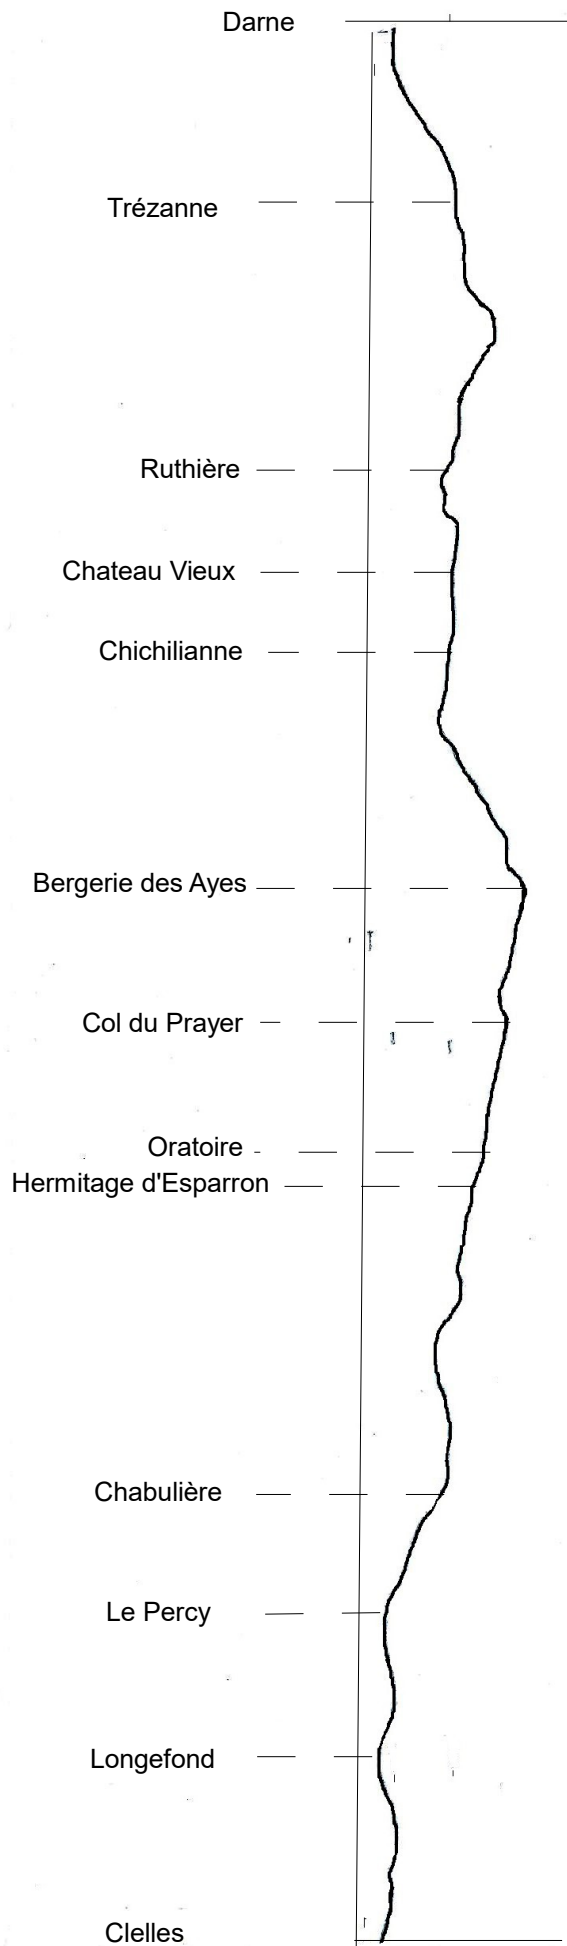 Darne
Trézanne
Ruthière
Chateau Vieux
Chichilianne
Bergerie des Ayes
Col du Prayer
Oratoire
Hermitage d'Esparron
Chabulière
Le Percy
Longefond
Clelles